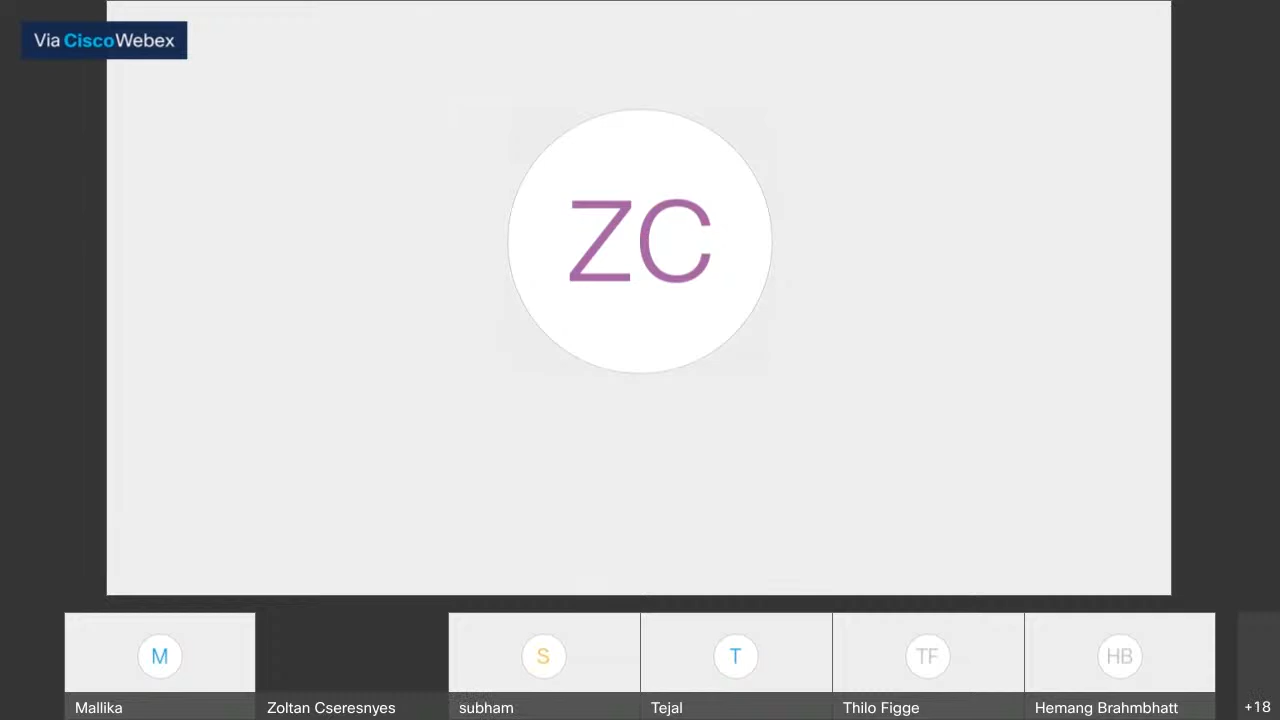 Via CiscoWebex
ZC
M
S
T
TF
HB
Mallika
Zoltan Cseresnyes
subham
Tejal
Thilo Figge
Hemang Brahmbhatt
+18